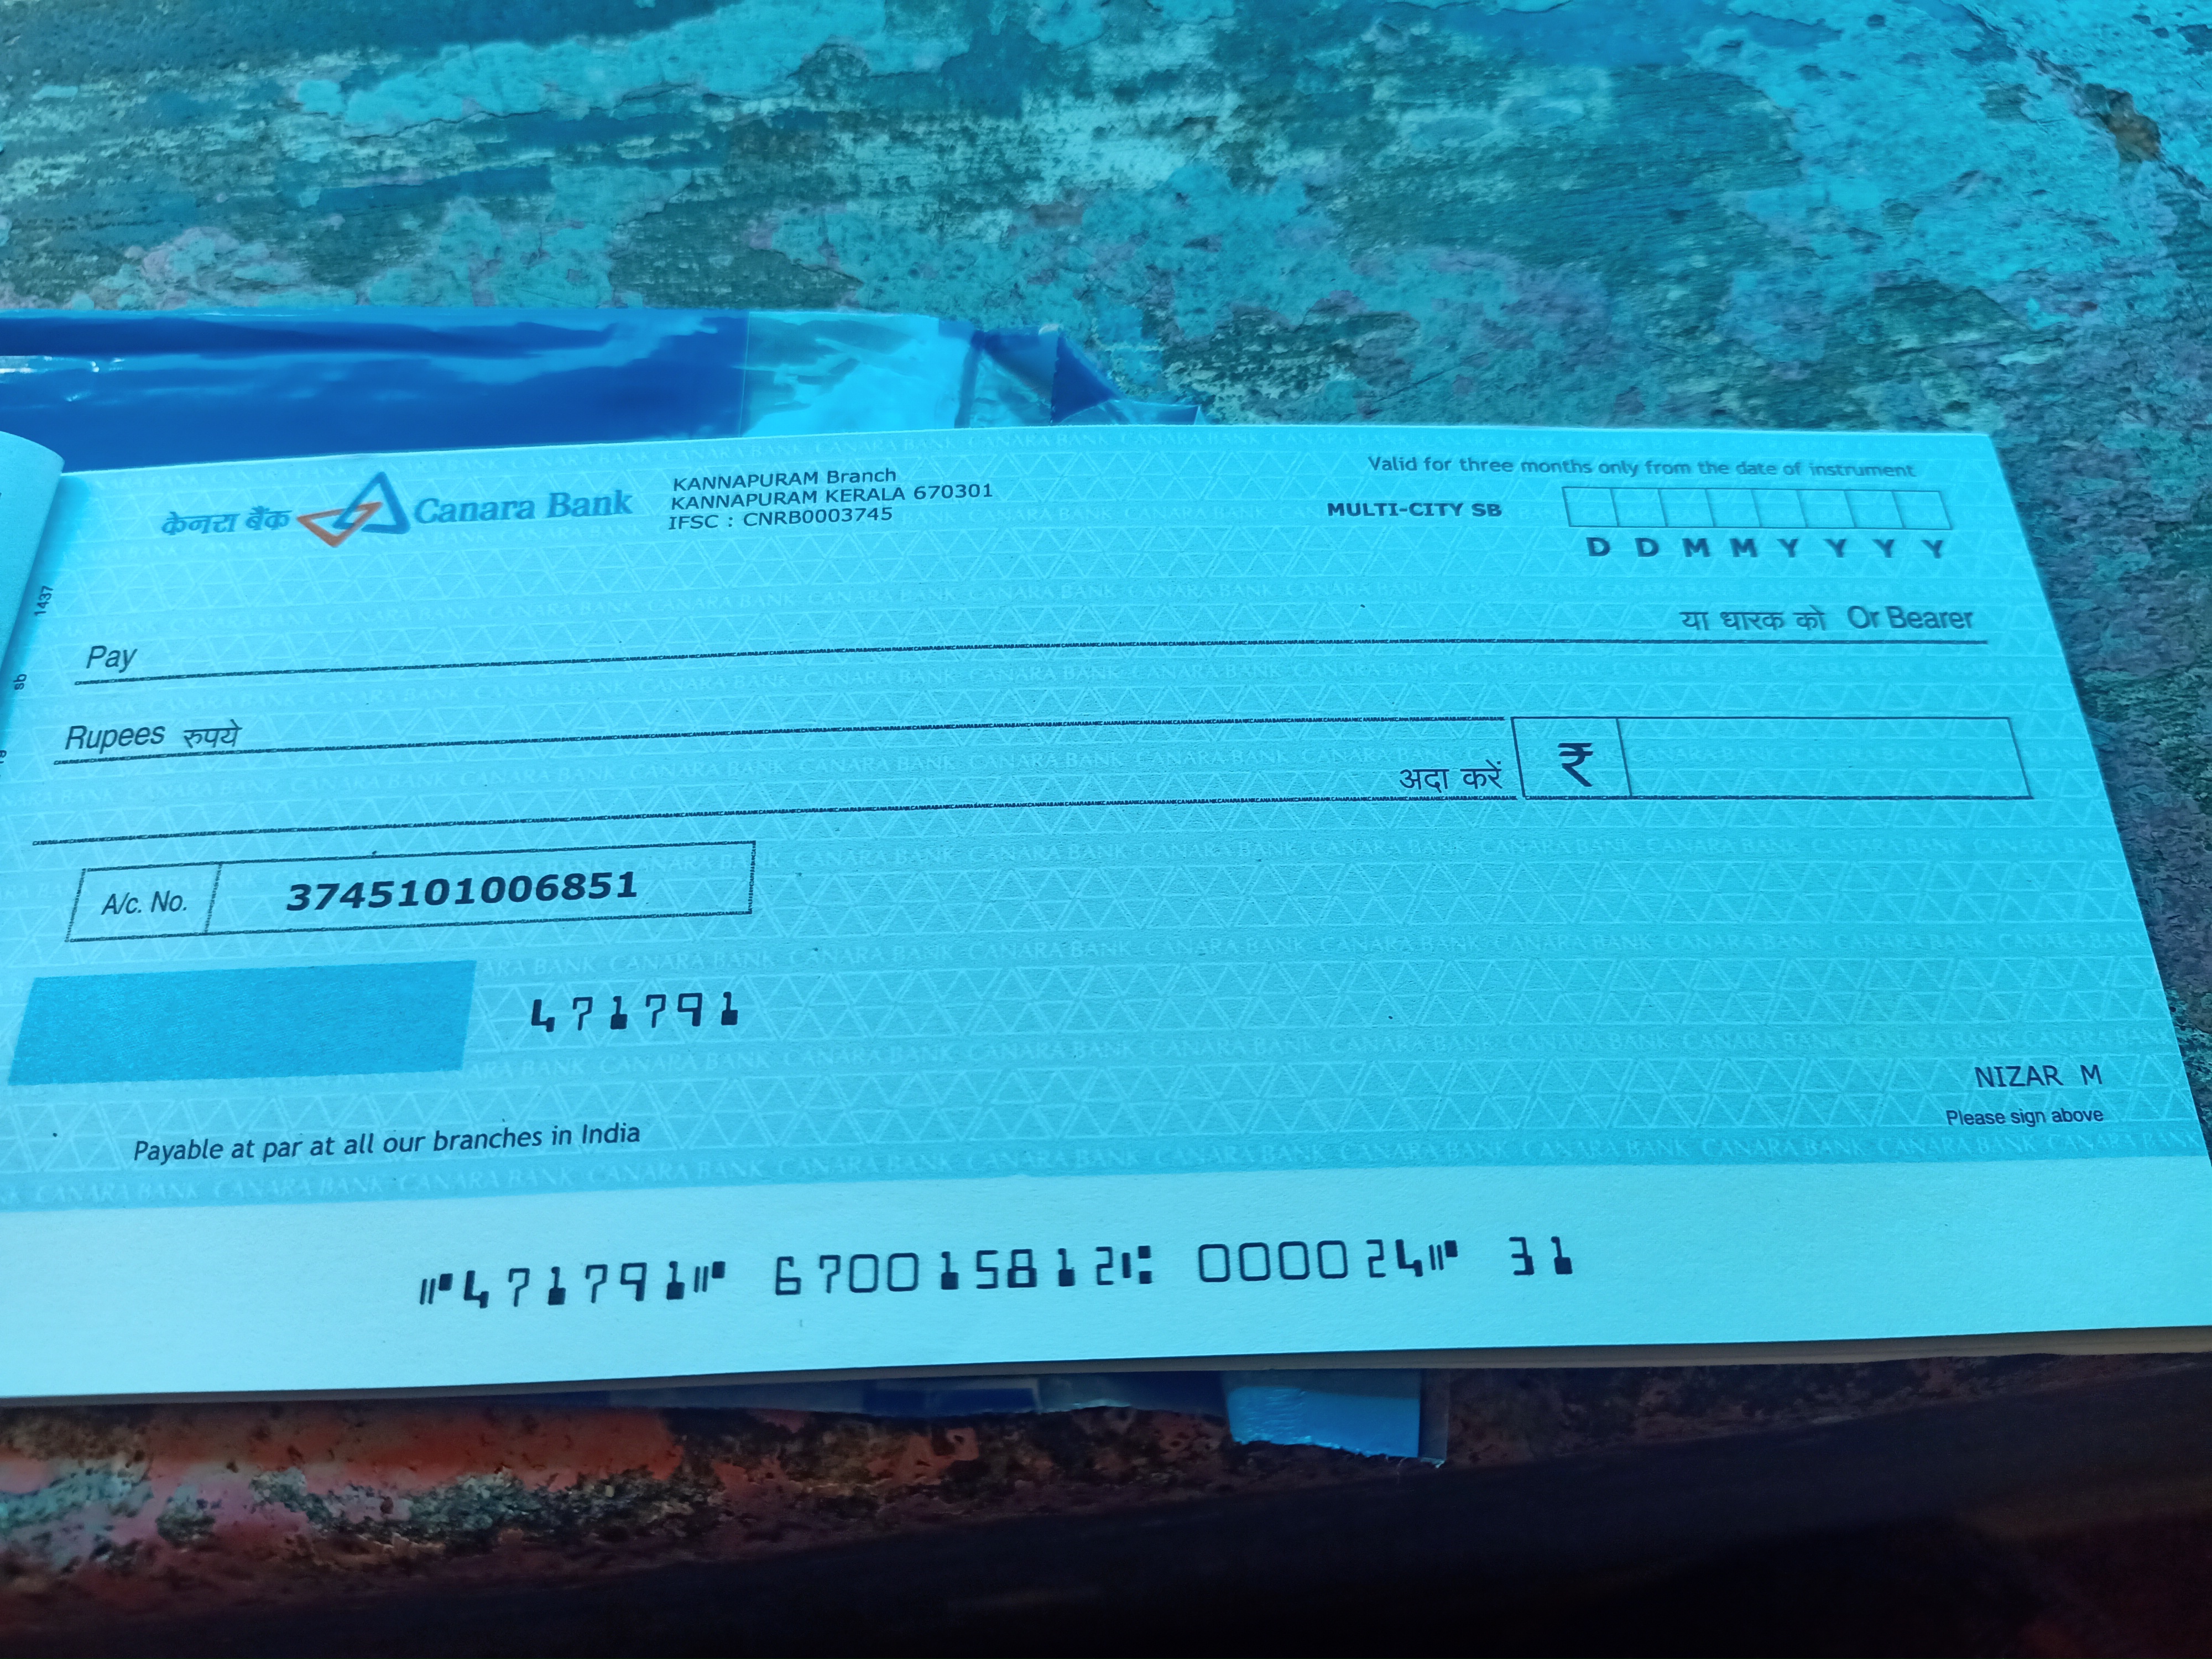 केनरा बैंक Canara Bank
KANNAPURAM Branch
KANNAPURAM KERALA 670301
IFSC : CNRB0003745
Valid for three months only from the date of instrument
MULTI-CITY SB
D D M M Y Y Y Y
1437
sb
Pay
या धारक को Or Bearer
Rupees रुपये
अदा करें ₹
A/c. No. 3745101006851
471791
NIZAR M
Please sign above
Payable at par at all our branches in India
⑈471791⑈ 670015812⑆ 000024⑈ 31